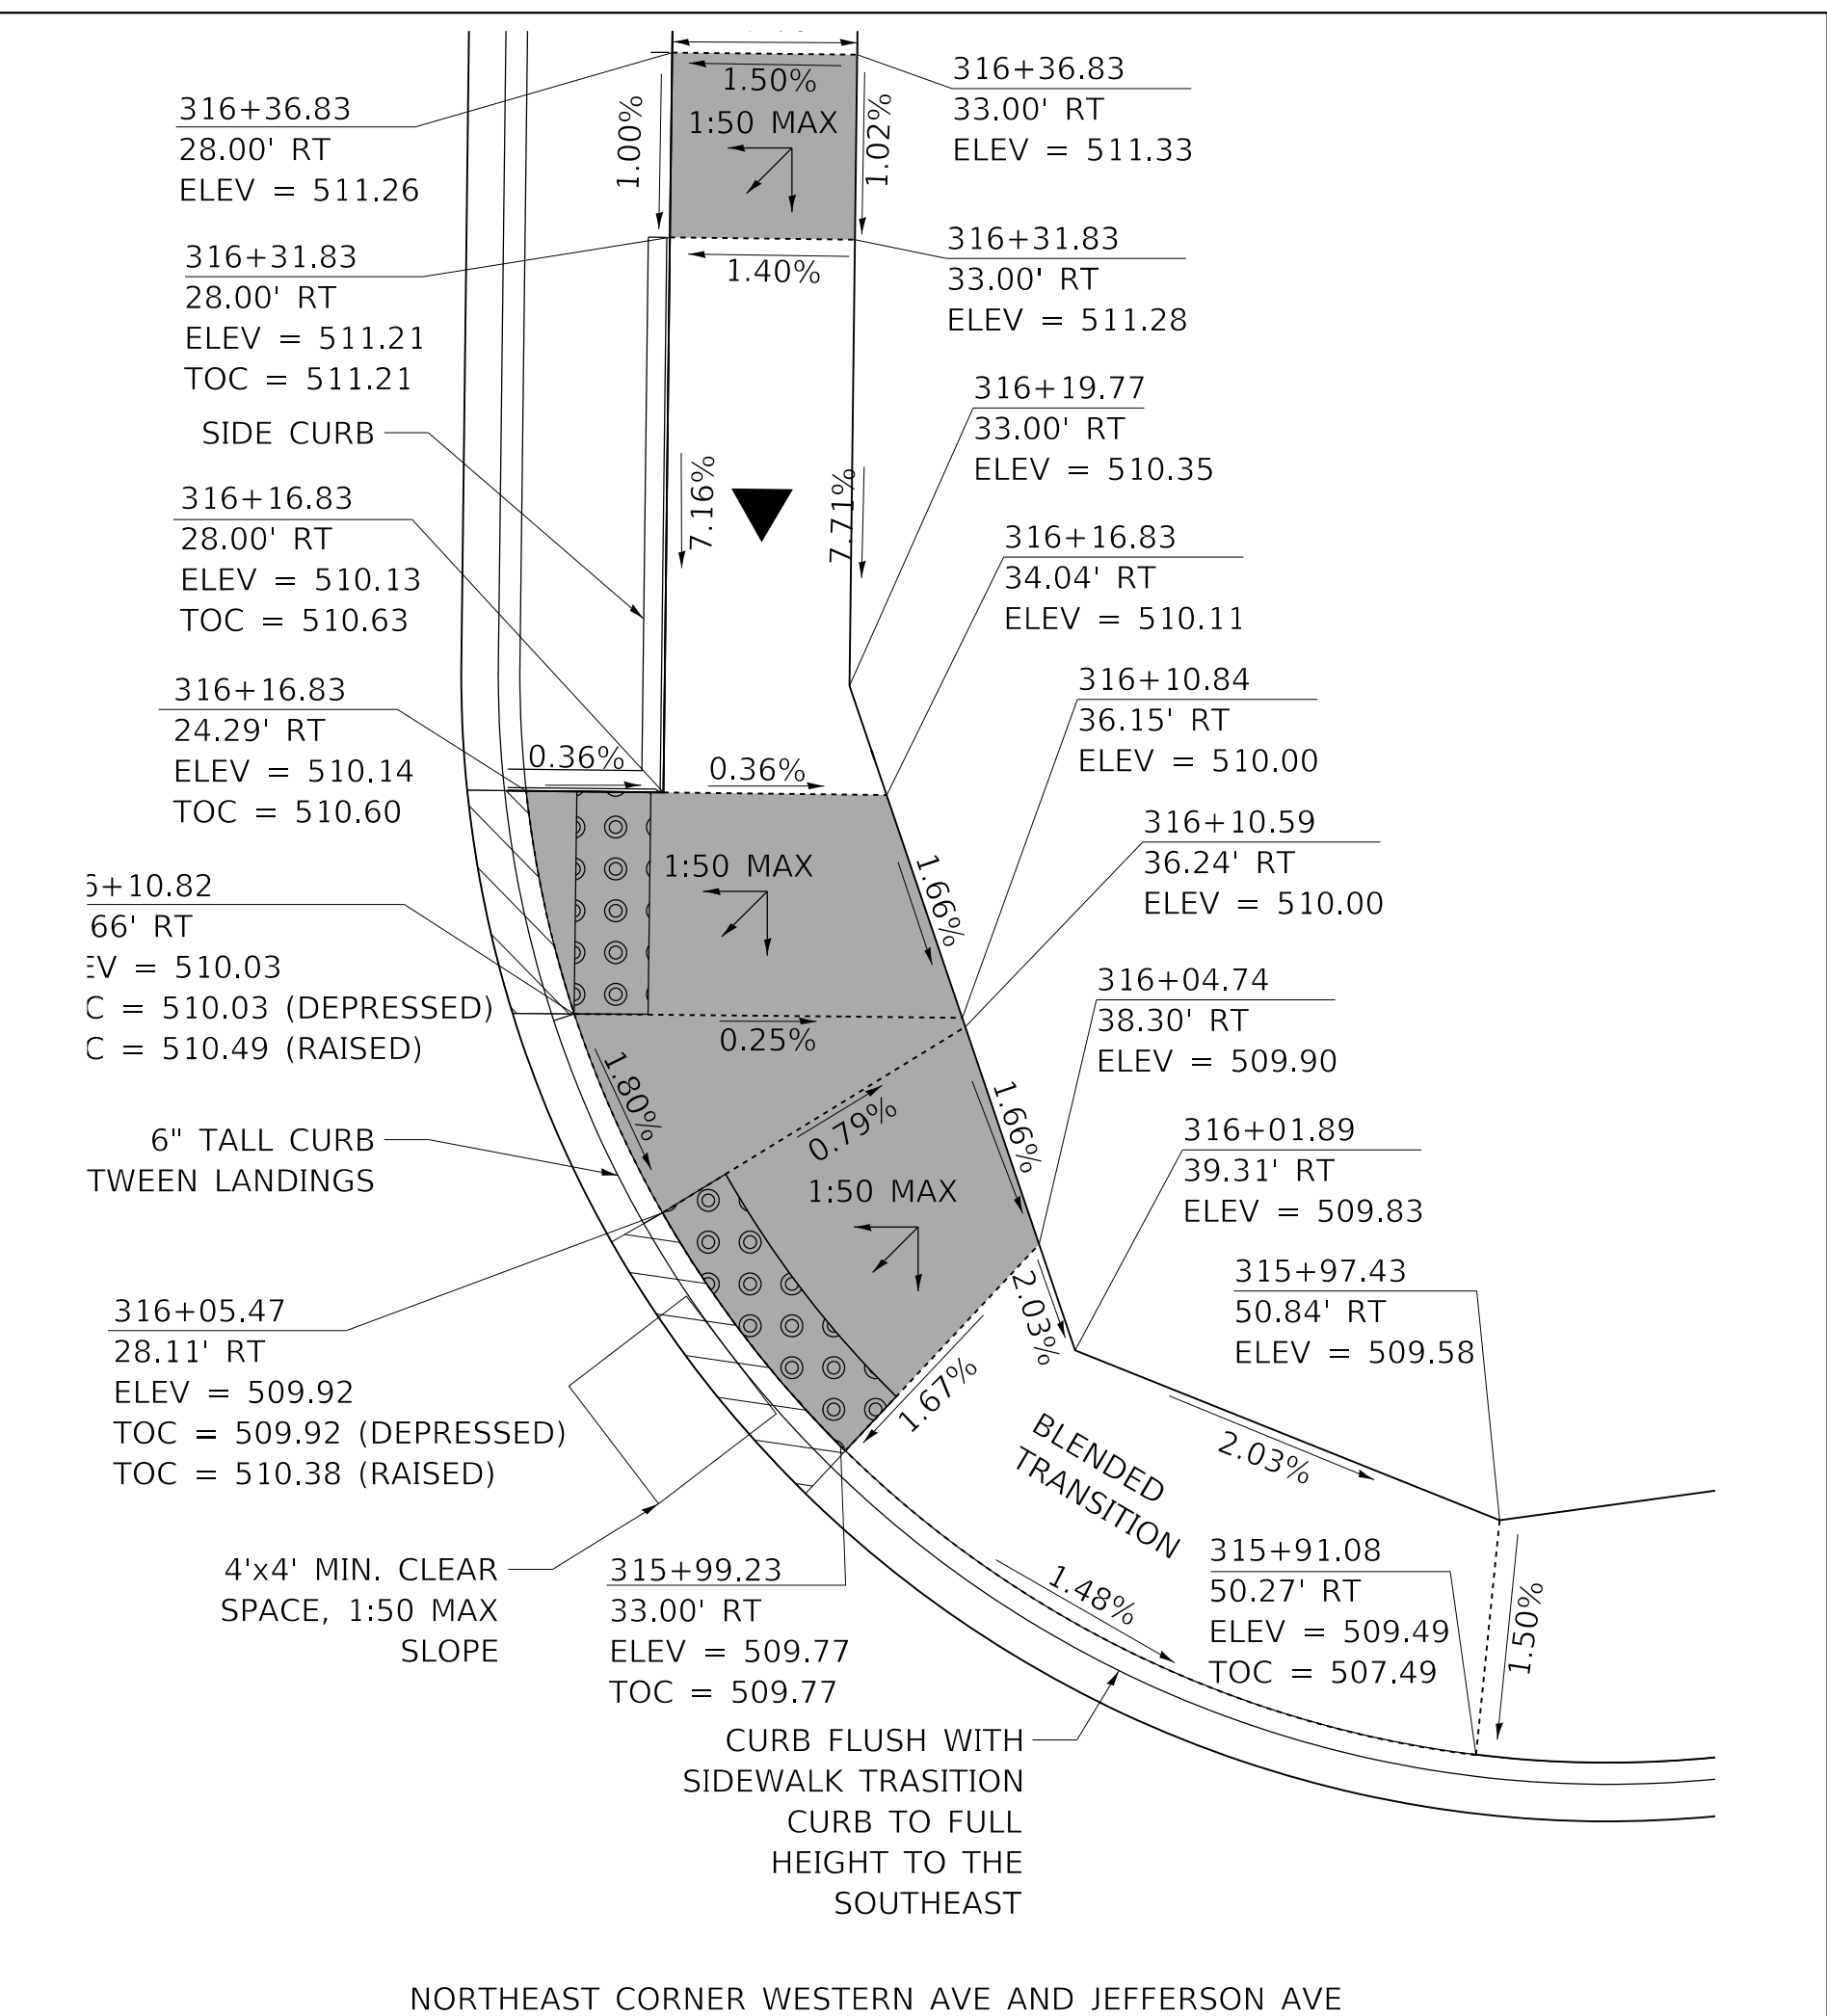 316+36.83
28.00' RT
ELEV = 511.26
1.50%
1:50 MAX
1.00%
1.02%
316+36.83
33.00' RT
ELEV = 511.33
316+31.83
28.00' RT
ELEV = 511.21
TOC = 511.21
1.40%
316+31.83
33.00' RT
ELEV = 511.28
SIDE CURB
316+19.77
33.00' RT
ELEV = 510.35
7.16%
7.71%
316+16.83
28.00' RT
ELEV = 510.13
TOC = 510.63
316+16.83
34.04' RT
ELEV = 510.11
316+16.83
24.29' RT
ELEV = 510.14
TOC = 510.60
0.36%
0.36%
316+10.84
36.15' RT
ELEV = 510.00
1:50 MAX
1.66%
316+10.59
36.24' RT
ELEV = 510.00
6+10.82
66' RT
EV = 510.03
C = 510.03 (DEPRESSED)
C = 510.49 (RAISED)
0.25%
1.80%
0.79%
316+04.74
38.30' RT
ELEV = 509.90
1.66%
6" TALL CURB
TWEEN LANDINGS
1:50 MAX
316+01.89
39.31' RT
ELEV = 509.83
316+05.47
28.11' RT
ELEV = 509.92
TOC = 509.92 (DEPRESSED)
TOC = 510.38 (RAISED)
2.03%
1.67%
315+97.43
50.84' RT
ELEV = 509.58
BLENDED
TRANSITION
2.03%
4'x4' MIN. CLEAR
SPACE, 1:50 MAX
SLOPE
315+99.23
33.00' RT
ELEV = 509.77
TOC = 509.77
1.48%
315+91.08
50.27' RT
ELEV = 509.49
TOC = 507.49
1.50%
CURB FLUSH WITH
SIDEWALK TRASITION
CURB TO FULL
HEIGHT TO THE
SOUTHEAST
NORTHEAST CORNER WESTERN AVE AND JEFFERSON AVE